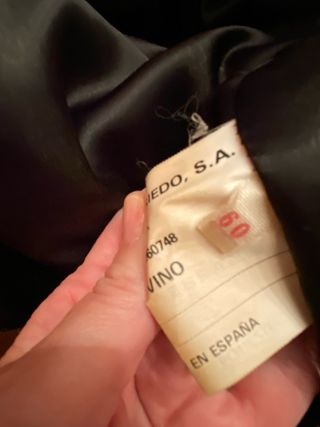 IEDO, S.A.
60748
VINO
60
EN ESPAÑA